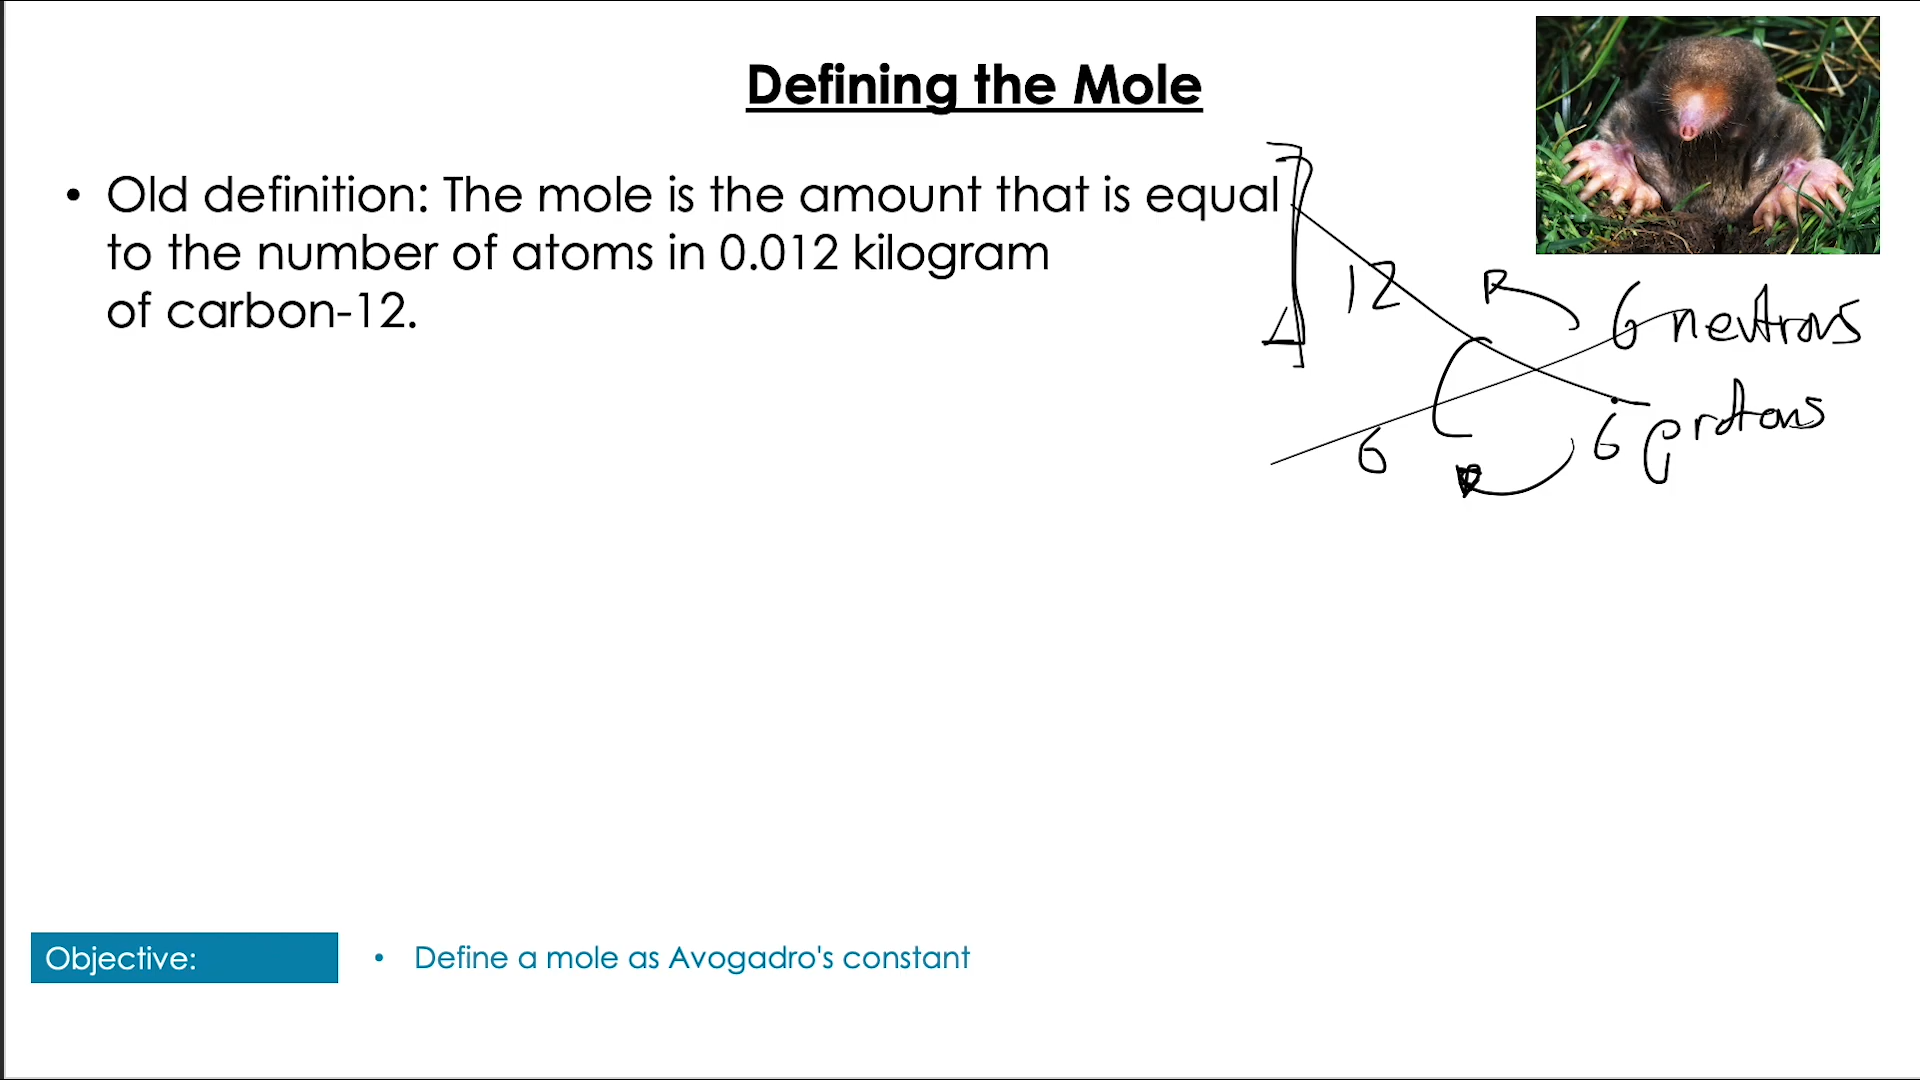 Defining the Mole
• Old definition: The mole is the amount that is equal
to the number of atoms in 0.012 kilogram
of carbon-12.
12
6
C
6 neutrons
6 protons
Objective:
• Define a mole as Avogadro's constant